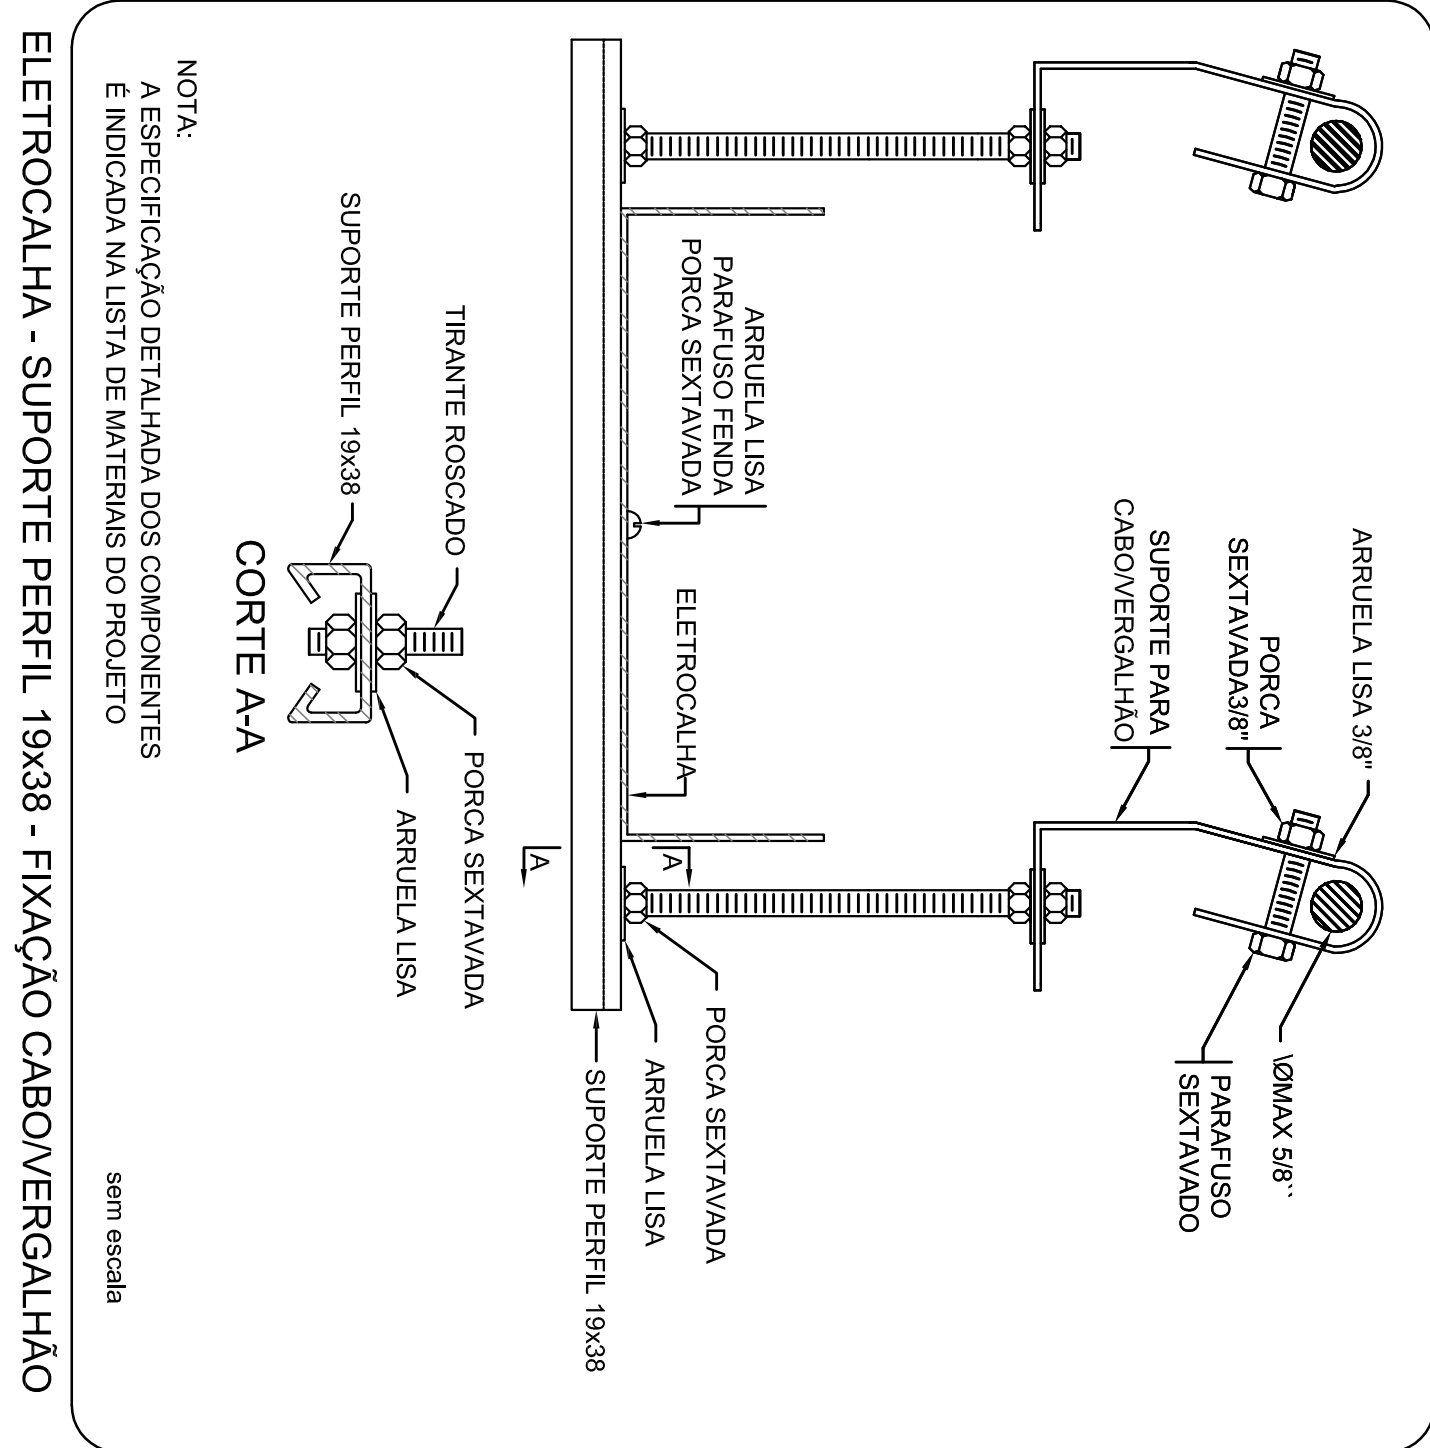 ARRUELA LISA 3/8"
PORCA
SEXTAVADA3/8"
SUPORTE PARA
CABO/VERGALHÃO
\ØMAX 5/8``
PARAFUSO
SEXTAVADO
ARRUELA LISA
PARAFUSO FENDA
PORCA SEXTAVADA
ELETROCALHA
A
A
PORCA SEXTAVADA
ARRUELA LISA
SUPORTE PERFIL 19x38
TIRANTE ROSCADO
SUPORTE PERFIL 19x38
PORCA SEXTAVADA
ARRUELA LISA
CORTE A-A
NOTA:
A ESPECIFICAÇÃO DETALHADA DOS COMPONENTES
É INDICADA NA LISTA DE MATERIAIS DO PROJETO
sem escala
ELETROCALHA - SUPORTE PERFIL 19x38 - FIXAÇÃO CABO/VERGALHÃO